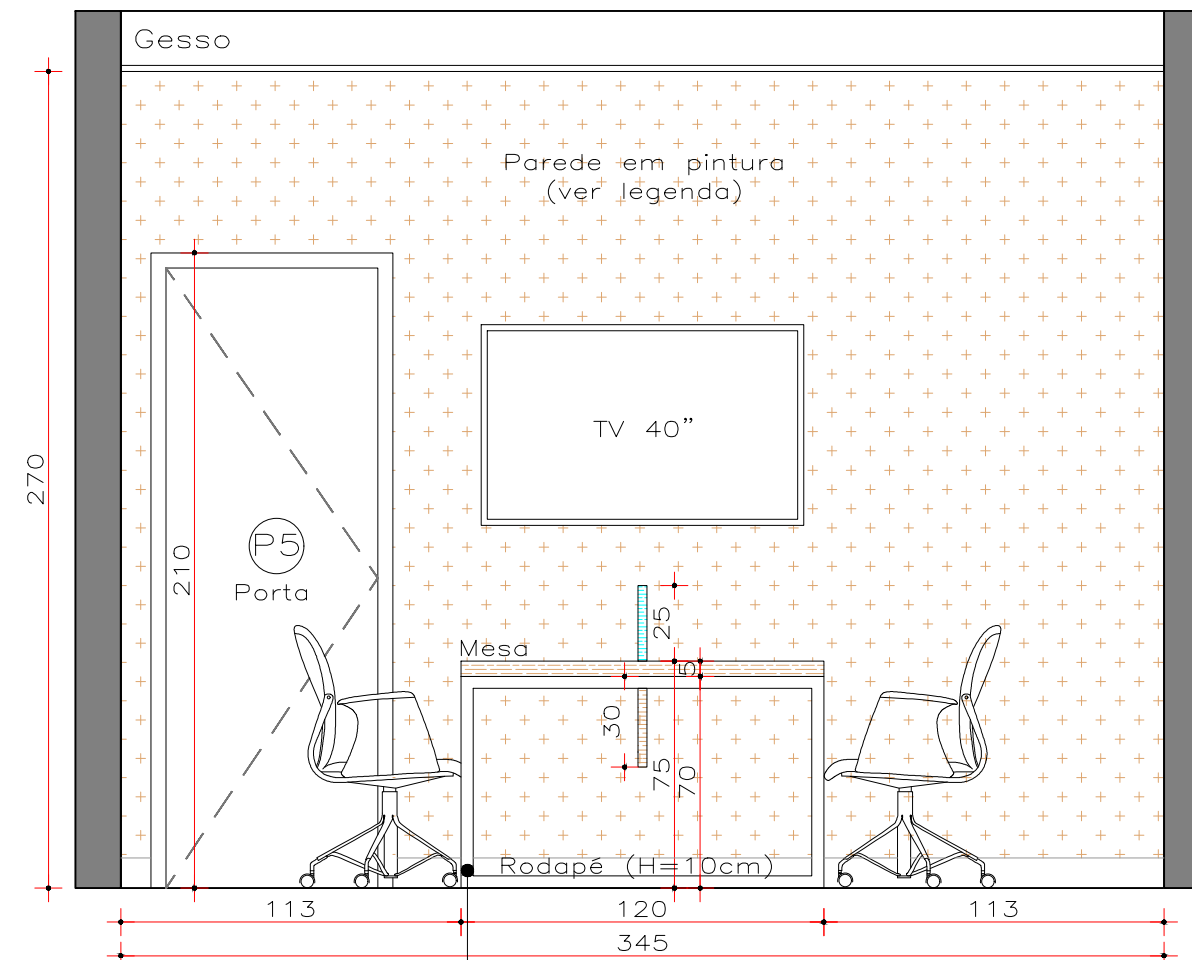 Gesso
Parede em pintura
(ver legenda)
270
210
TV 40”
P5
Porta
25
Mesa
5
30
75
70
Rodapé (H=10cm)
113
120
113
345